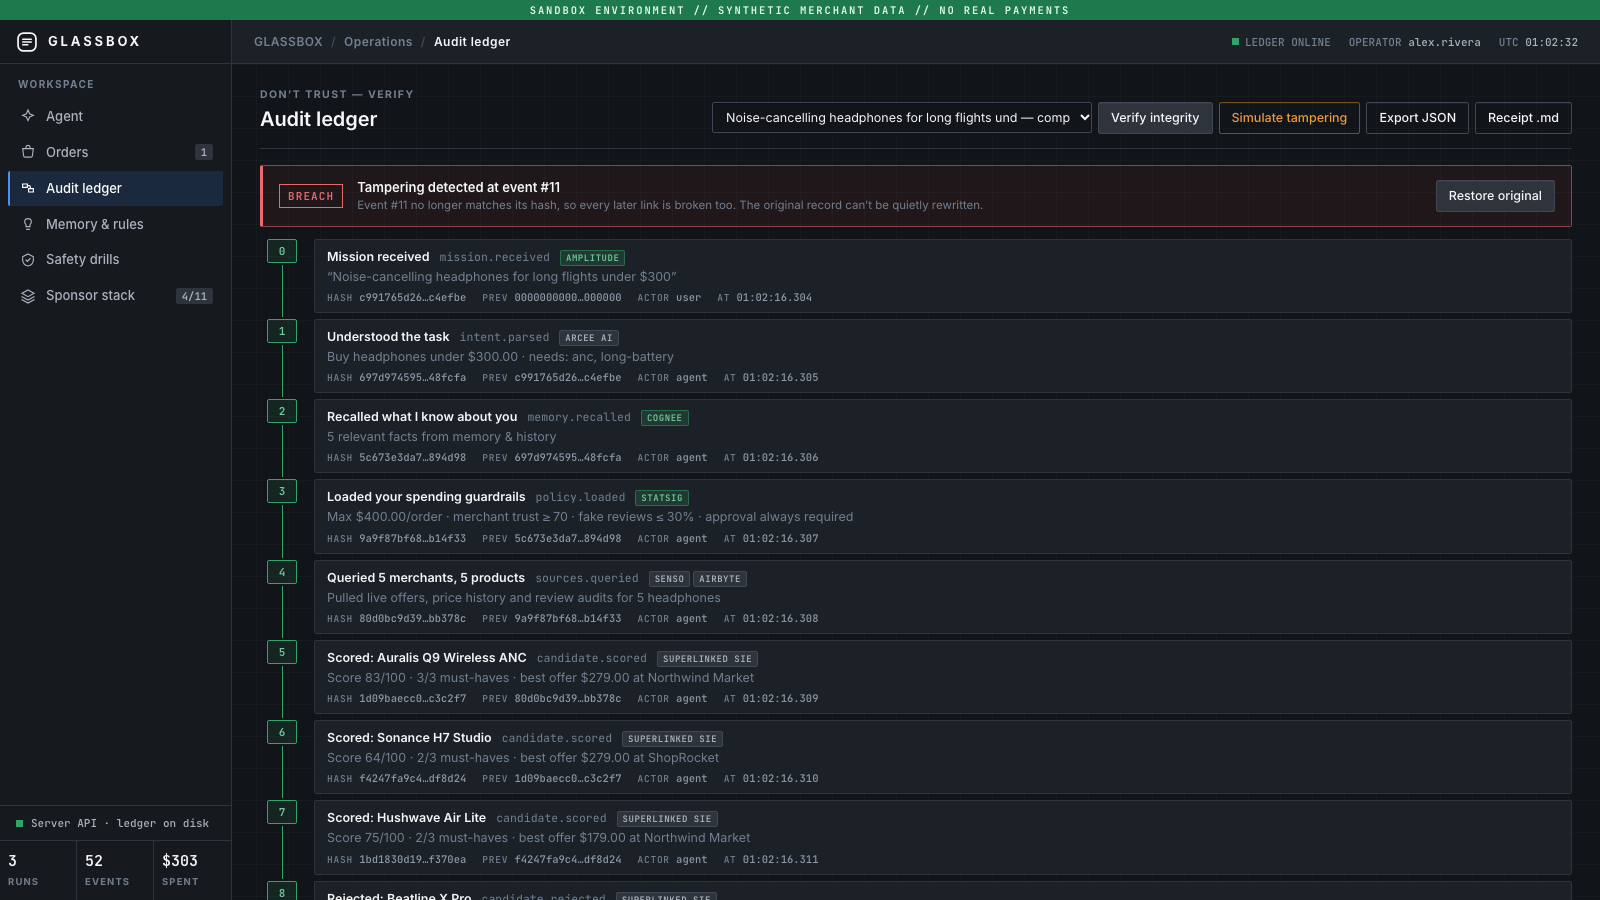 SANDBOX ENVIRONMENT // SYNTHETIC MERCHANT DATA // NO REAL PAYMENTS
GLASSBOX
GLASSBOX / Operations / Audit ledger
LEDGER ONLINE OPERATOR alex.rivera UTC 01:02:32
WORKSPACE
Agent
Orders 1
Audit ledger
Memory & rules
Safety drills
Sponsor stack 4/11
Server API · ledger on disk
3 RUNS
52 EVENTS
$303 SPENT
DON'T TRUST — VERIFY
Audit ledger
Noise-cancelling headphones for long flights und — comp
Verify integrity
Simulate tampering
Export JSON
Receipt .md
BREACH
Tampering detected at event #11
Event #11 no longer matches its hash, so every later link is broken too. The original record can't be quietly rewritten.
Restore original
0
Mission received mission.received AMPLITUDE
“Noise-cancelling headphones for long flights under $300”
HASH c991765d26…c4efbe PREV 0000000000…000000 ACTOR user AT 01:02:16.304
1
Understood the task intent.parsed ARCEE AI
Buy headphones under $300.00 · needs: anc, long-battery
HASH 697d974595…48fcfa PREV c991765d26…c4efbe ACTOR agent AT 01:02:16.305
2
Recalled what I know about you memory.recalled COGNEE
5 relevant facts from memory & history
HASH 5c673e3da7…894d98 PREV 697d974595…48fcfa ACTOR agent AT 01:02:16.306
3
Loaded your spending guardrails policy.loaded STATSIG
Max $400.00/order · merchant trust ≥ 70 · fake reviews ≤ 30% · approval always required
HASH 9a9f87bf68…b14f33 PREV 5c673e3da7…894d98 ACTOR agent AT 01:02:16.307
4
Queried 5 merchants, 5 products sources.queried SENSO AIRBYTE
Pulled live offers, price history and review audits for 5 headphones
HASH 80d0bc9d39…bb378c PREV 9a9f87bf68…b14f33 ACTOR agent AT 01:02:16.308
5
Scored: Auralis Q9 Wireless ANC candidate.scored SUPERLINKED SIE
Score 83/100 · 3/3 must-haves · best offer $279.00 at Northwind Market
HASH 1d09baecc0…c3c2f7 PREV 80d0bc9d39…bb378c ACTOR agent AT 01:02:16.309
6
Scored: Sonance H7 Studio candidate.scored SUPERLINKED SIE
Score 64/100 · 2/3 must-haves · best offer $279.00 at ShopRocket
HASH f4247fa9c4…df8d24 PREV 1d09baecc0…c3c2f7 ACTOR agent AT 01:02:16.310
7
Scored: Hushwave Air Lite candidate.scored SUPERLINKED SIE
Score 75/100 · 2/3 must-haves · best offer $179.00 at Northwind Market
HASH 1bd1830d19…f370ea PREV f4247fa9c4…df8d24 ACTOR agent AT 01:02:16.311
8
Rejected: Beatline X Pro candidate.rejected SUPERLINKED SIE